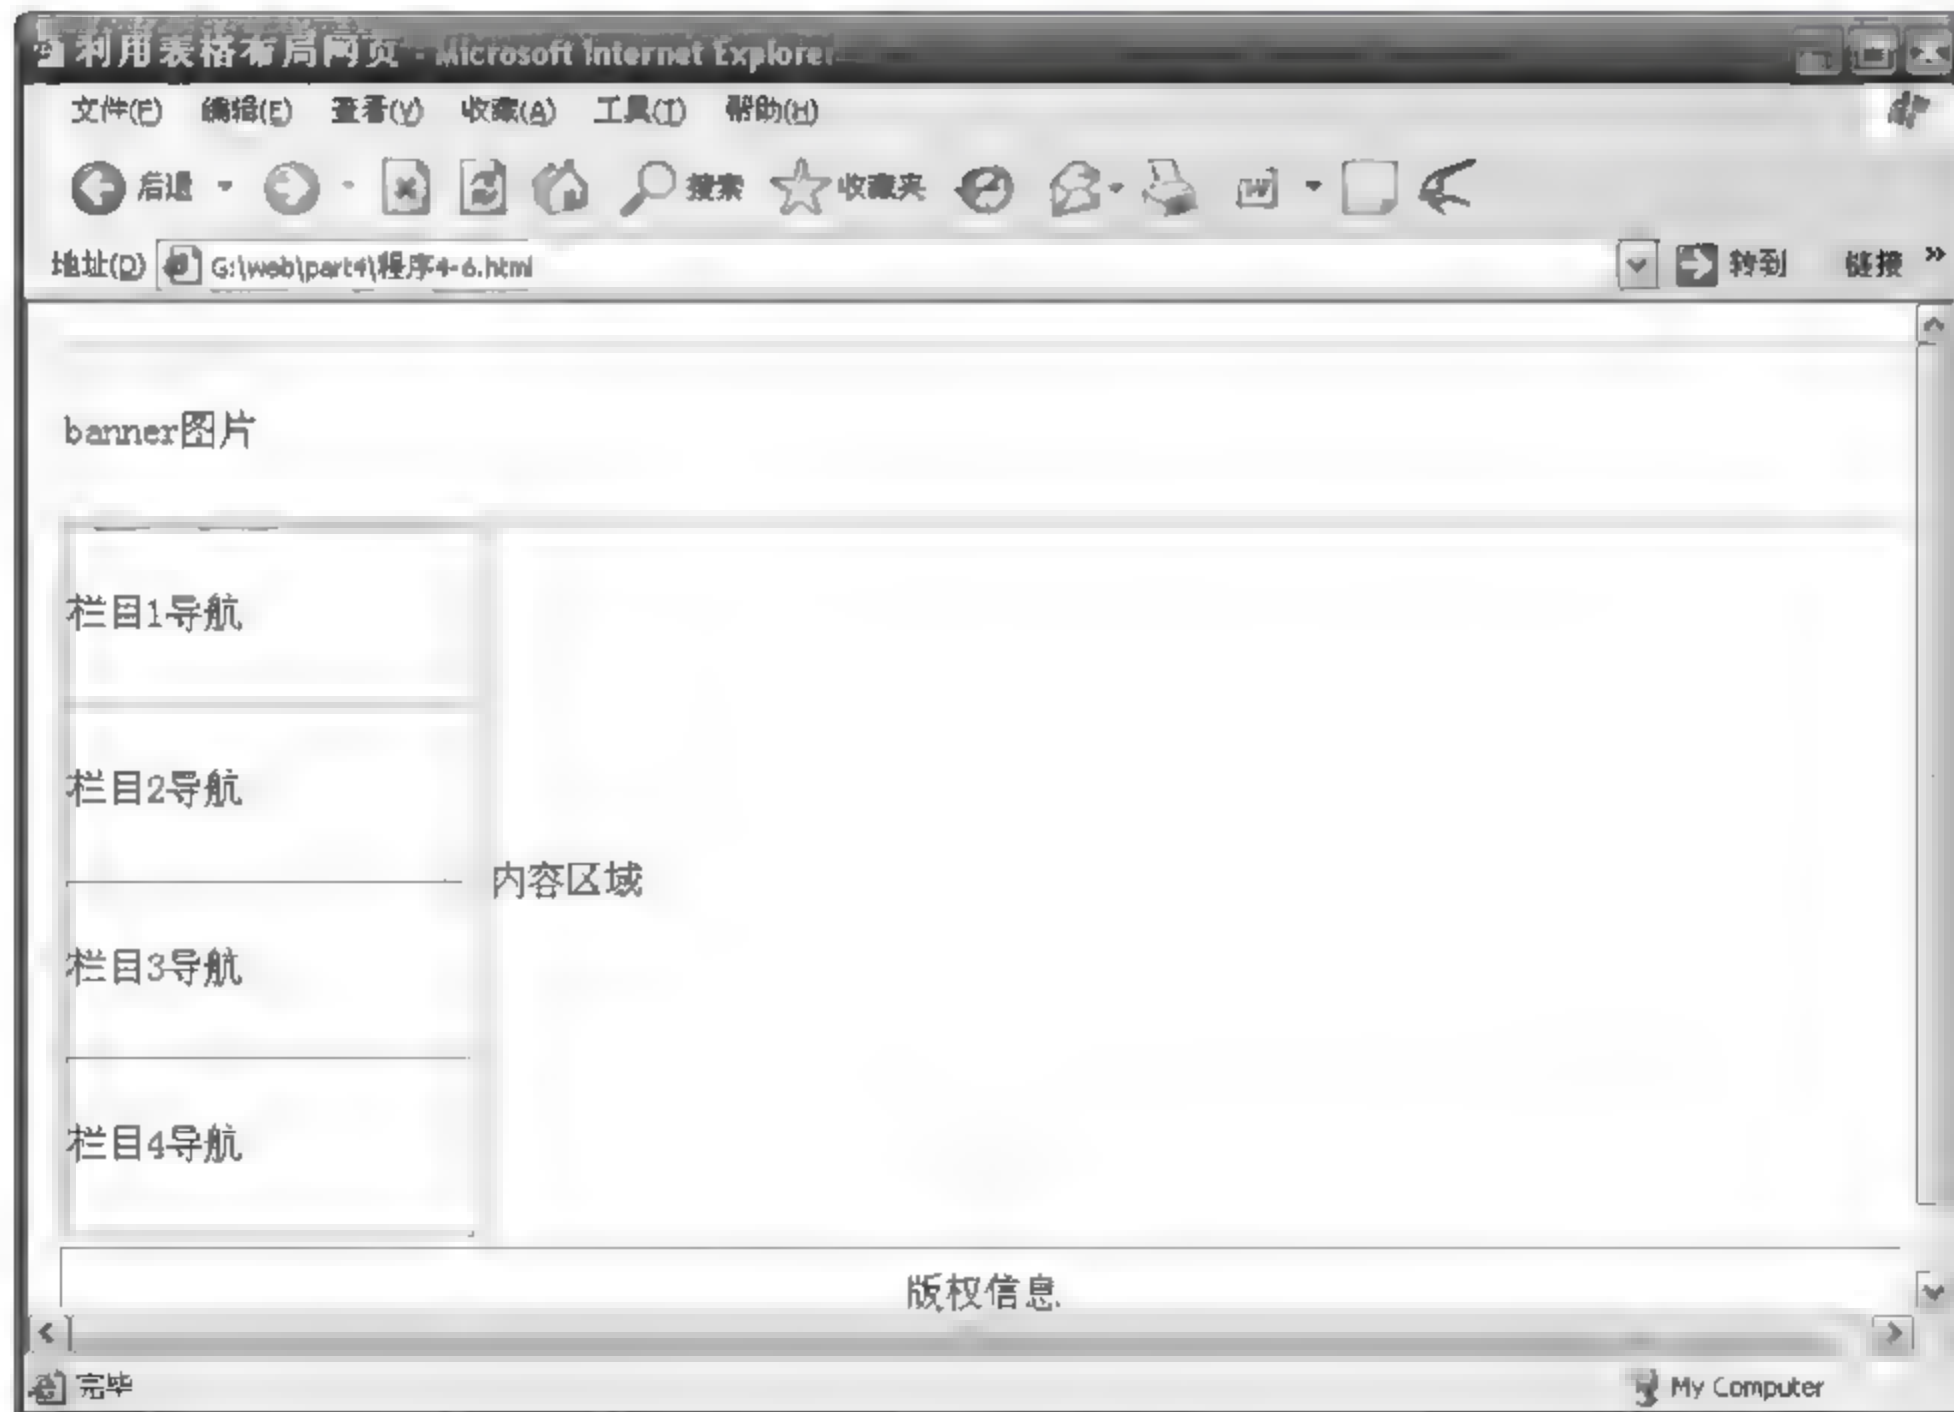 利用表格布局网页 - Microsoft Internet Explorer
文件(F) 编辑(E) 查看(V) 收藏(A) 工具(T) 帮助(H)
后退 搜索 收藏夹
地址(D) G:\web\part4\程序4-6.html 转到 链接 »
banner图片
栏目1导航
栏目2导航
内容区域
栏目3导航
栏目4导航
版权信息
完毕 My Computer